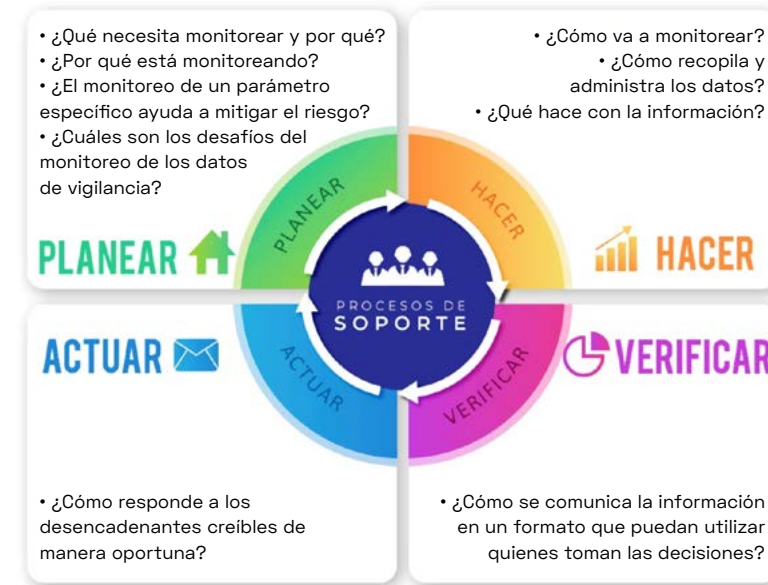 • ¿Qué necesita monitorear y por qué?
• ¿Por qué está monitoreando?
• ¿El monitoreo de un parámetro
específico ayuda a mitigar el riesgo?
• ¿Cuáles son los desafíos del
monitoreo de los datos
de vigilancia?
PLANEAR
• ¿Cómo va a monitorear?
• ¿Cómo recopila y
administra los datos?
• ¿Qué hace con la información?
HACER
PLANEAR
HACER
PROCESOS DE
SOPORTE
ACTUAR
VERIFICAR
ACTUAR
• ¿Cómo responde a los
desencadenantes creíbles de
manera oportuna?
VERIFICAR
• ¿Cómo se comunica la información
en un formato que puedan utilizar
quienes toman las decisiones?